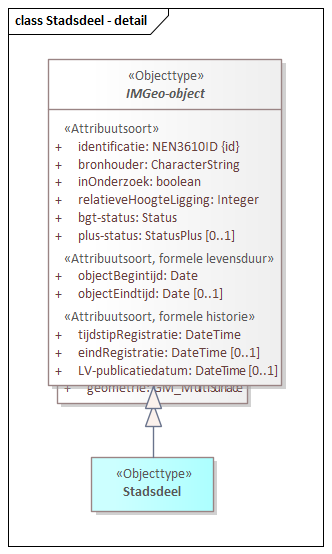 class Stadsdeel - detail
«Objecttype»
IMGeo-object
«Attribuutsoort»
+ identificatie: NEN3610ID {id}
+ bronhouder: CharacterString
+ inOnderzoek: boolean
+ relatieveHoogteLigging: Integer
+ bgt-status: Status
+ plus-status: StatusPlus [0..1]
«Attribuutsoort, formele levensduur»
+ objectBegintijd: Date
+ objectEindtijd: Date [0..1]
«Attribuutsoort, formele historie»
+ tijdstipRegistratie: DateTime
+ eindRegistratie: DateTime [0..1]
+ LV-publicatiedatum: DateTime [0..1]
+ geometrie: GM_MultiSurface
«Objecttype»
Stadsdeel